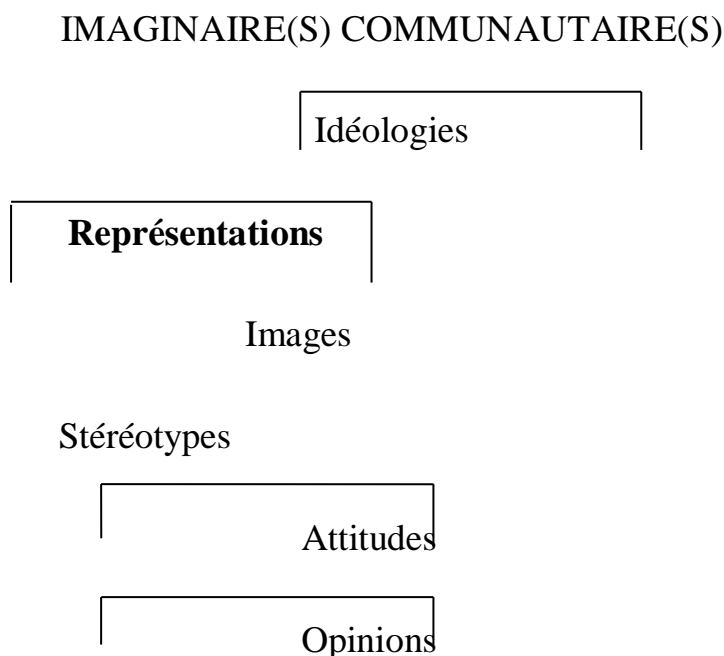 IMAGINAIRE(S) COMMUNAUTAIRE(S)
Idéologies
Représentations
Images
Stéréotypes
Attitudes
Opinions